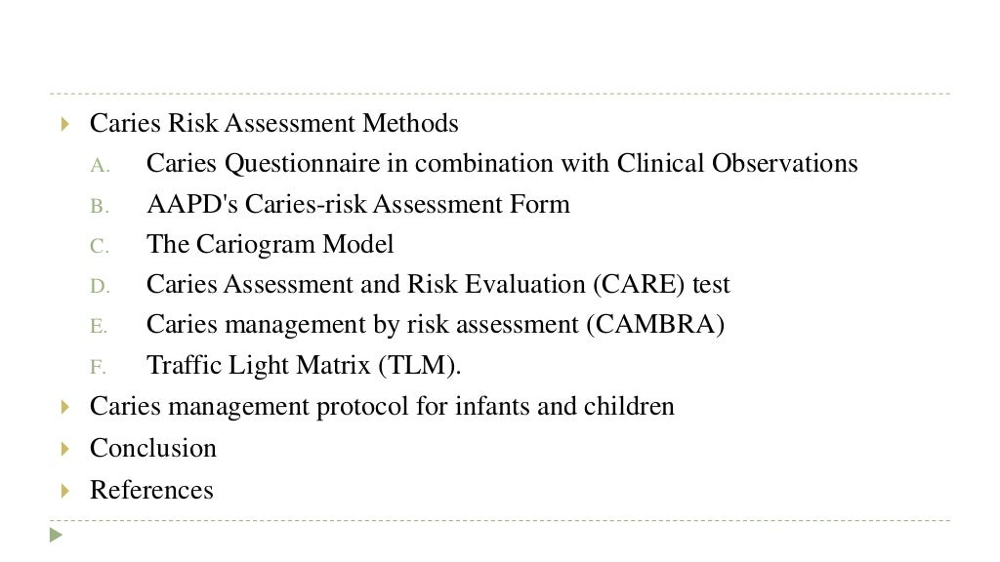 Caries Risk Assessment Methods
A. Caries Questionnaire in combination with Clinical Observations
B. AAPD's Caries-risk Assessment Form
C. The Cariogram Model
D. Caries Assessment and Risk Evaluation (CARE) test
E. Caries management by risk assessment (CAMBRA)
F. Traffic Light Matrix (TLM).
Caries management protocol for infants and children
Conclusion
References